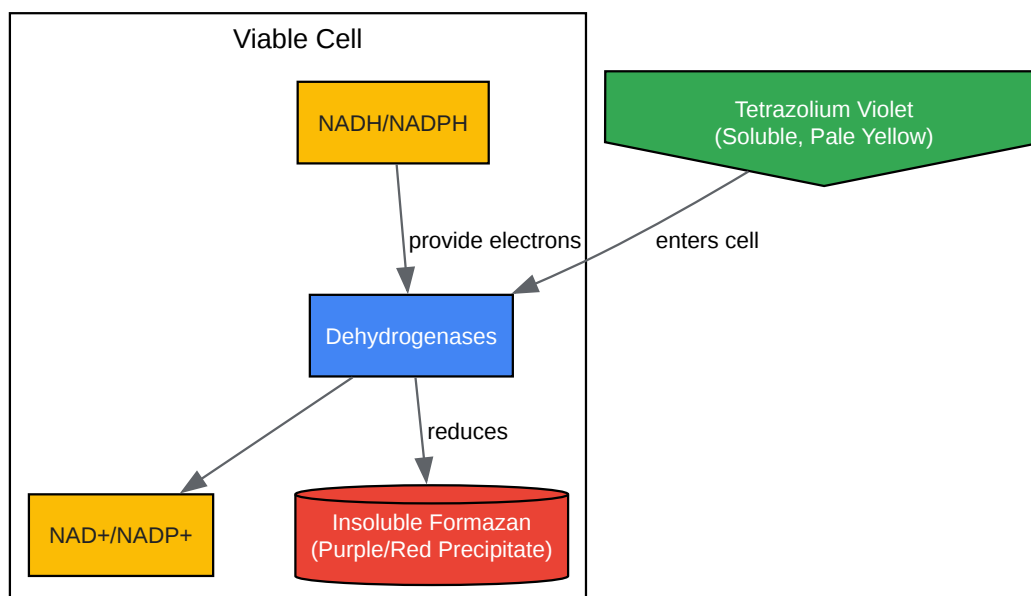 Viable Cell
NADH/NADPH
Tetrazolium Violet
(Soluble, Pale Yellow)
provide electrons
enters cell
Dehydrogenases
reduces
NAD+/NADP+
Insoluble Formazan
(Purple/Red Precipitate)